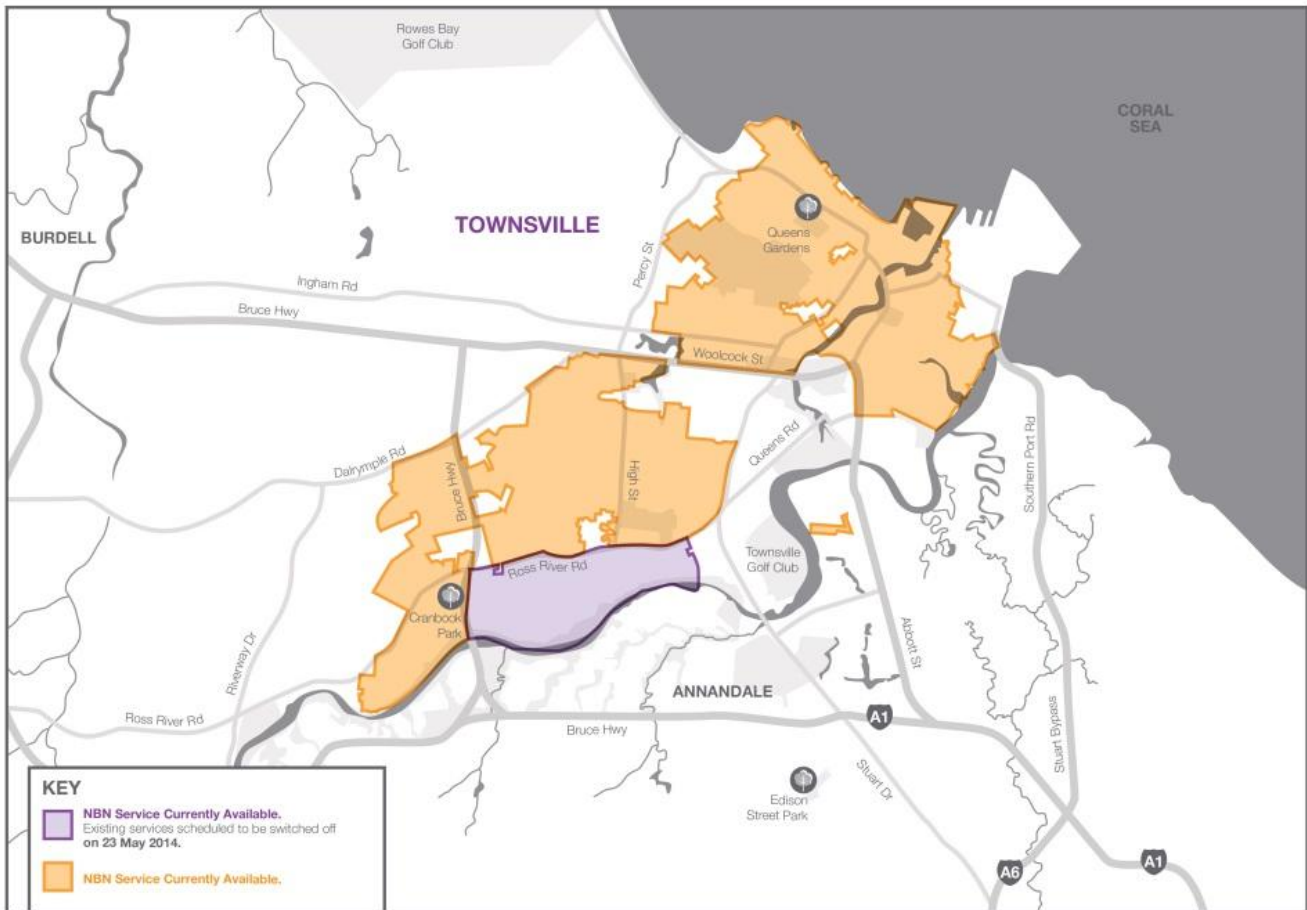 Rowes Bay
Golf Club
CORAL
SEA
BURDELL
TOWNSVILLE
Queens
Gardens
Percy St
Ingham Rd
Bruce Hwy
Woolcock St
Queens Rd
Dalrymple Rd
Bruce Hwy
High St
Southern Port Rd
Ross River Rd
Townsville
Golf Club
Cranbook
Park
Riverway Dr
Abbott St
ANNANDALE
Ross River Rd
A1
Bruce Hwy
Stuart Bypass
Stuart Dr
Edison
Street Park
A1
A6
KEY
NBN Service Currently Available.
Existing services scheduled to be switched off
on 23 May 2014.
NBN Service Currently Available.